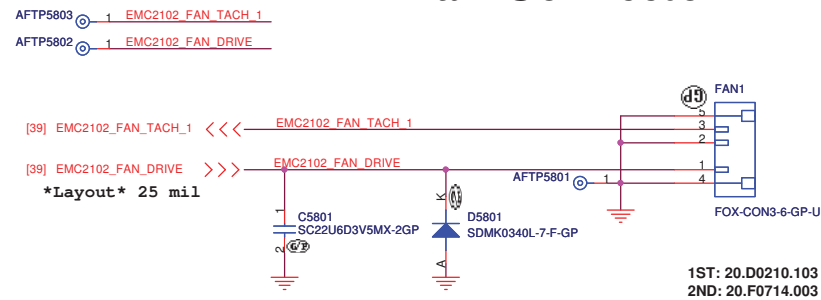 AFTP5803 1 EMC2102_FAN_TACH_1
AFTP5802 1 EMC2102_FAN_DRIVE
FAN1
5
[39] EMC2102_FAN_TACH_1 EMC2102_FAN_TACH_1 3
2
[39] EMC2102_FAN_DRIVE EMC2102_FAN_DRIVE 1
AFTP5801 1 4
*Layout* 25 mil
K
1 C5801 D5801 FOX-CON3-6-GP-U
SC22U6D3V5MX-2GP SDMK0340L-7-F-GP
2
A
1ST: 20.D0210.103
2ND: 20.F0714.003